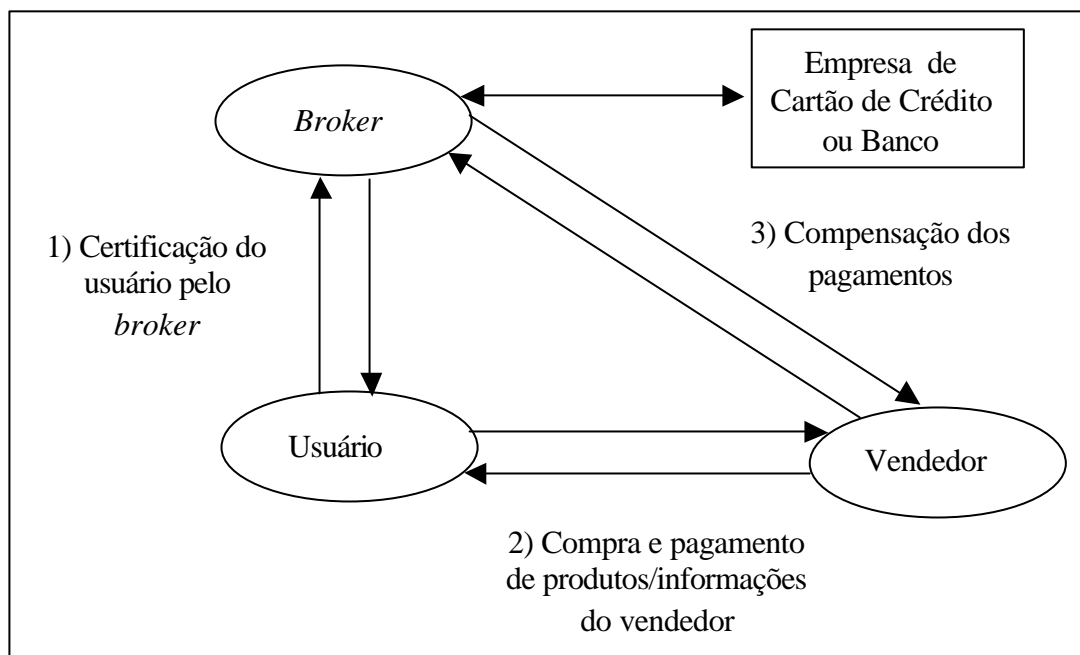 Empresa de
Cartão de Crédito
ou Banco
Broker
1) Certificação do
usuário pelo
broker
3) Compensação dos
pagamentos
Usuário
Vendedor
2) Compra e pagamento
de produtos/informações
do vendedor